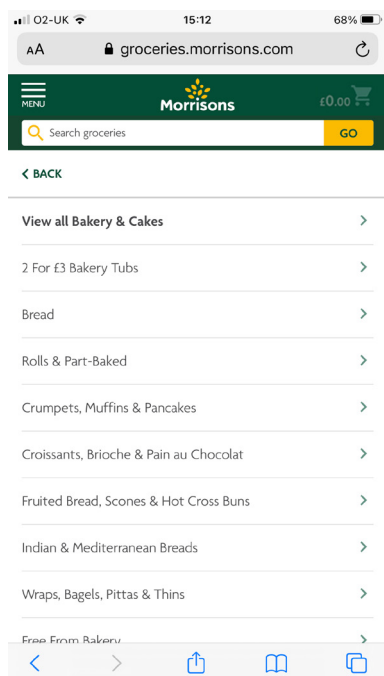 O2-UK 15:12 68%
AA groceries.morrisons.com
MENU Morrisons £0.00
Search groceries GO
BACK
View all Bakery & Cakes
2 For £3 Bakery Tubs
Bread
Rolls & Part-Baked
Crumpets, Muffins & Pancakes
Croissants, Brioche & Pain au Chocolat
Fruited Bread, Scones & Hot Cross Buns
Indian & Mediterranean Breads
Wraps, Bagels, Pittas & Thins
Free From Bakery